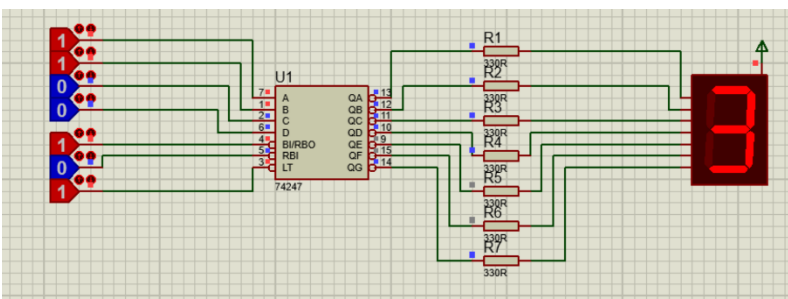 1
1
0
0
1
0
1
U1
7 A QA 13
1 B QB 12
2 C QC 11
6 D QD 10
4 BI/RBO QE 9
5 RBI QF 15
3 LT QG 14
74247
R1
330R
R2
330R
R3
330R
R4
330R
R5
330R
R6
330R
R7
330R
3